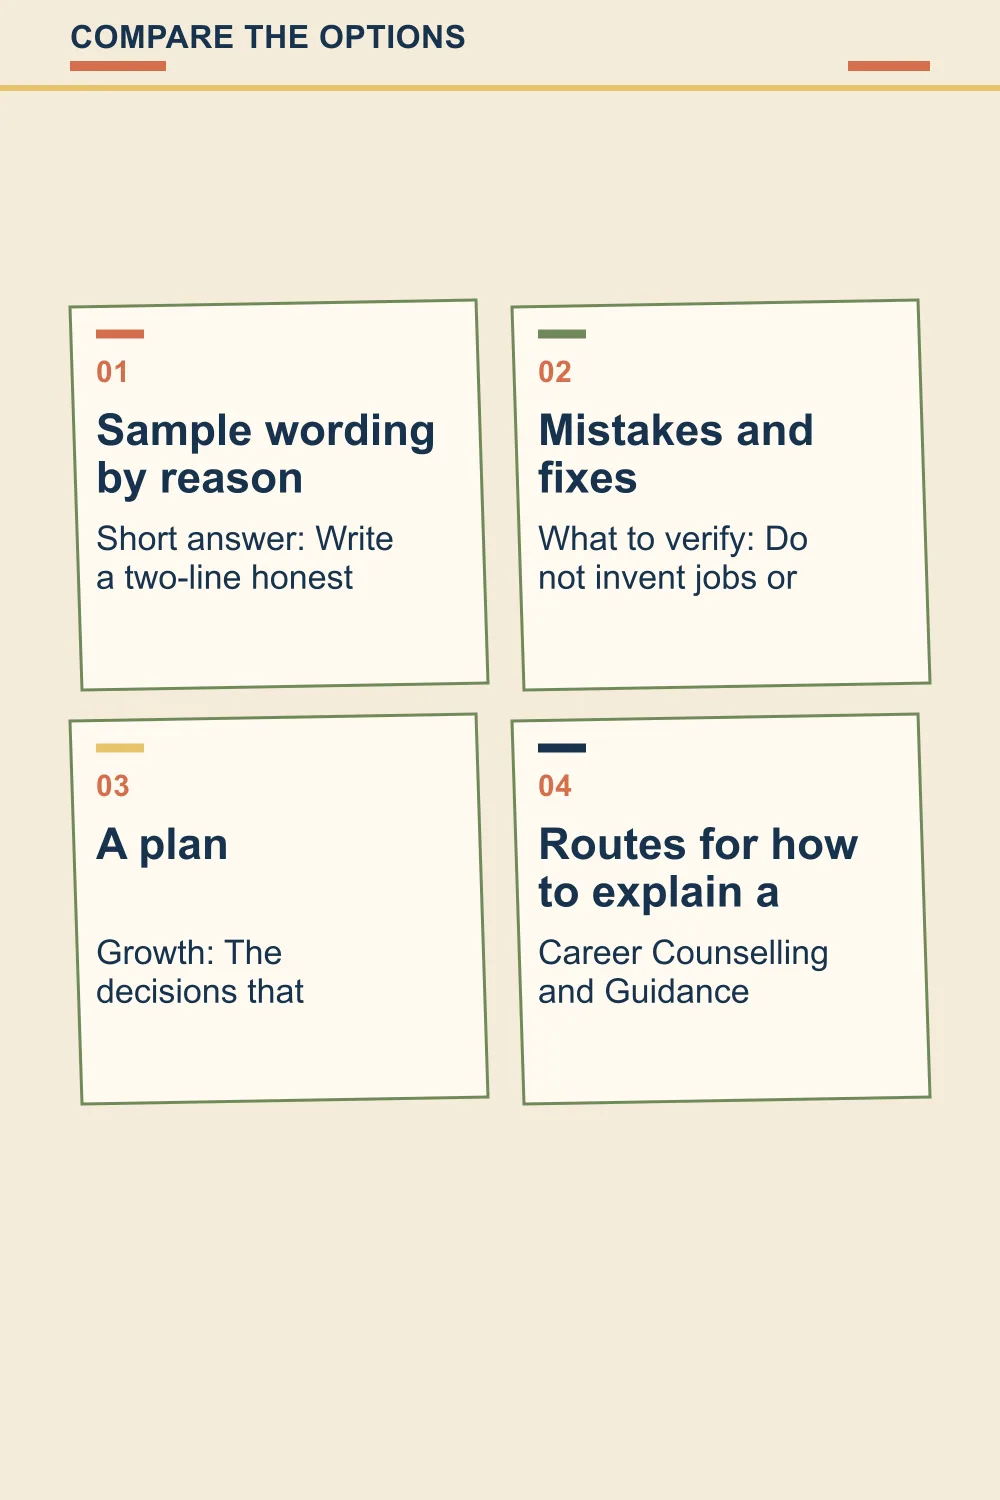 COMPARE THE OPTIONS
01
Sample wording
by reason
Short answer: Write
a two-line honest
02
Mistakes and
fixes
What to verify: Do
not invent jobs or
03
A plan
Growth: The
decisions that
04
Routes for how
to explain a
Career Counselling
and Guidance